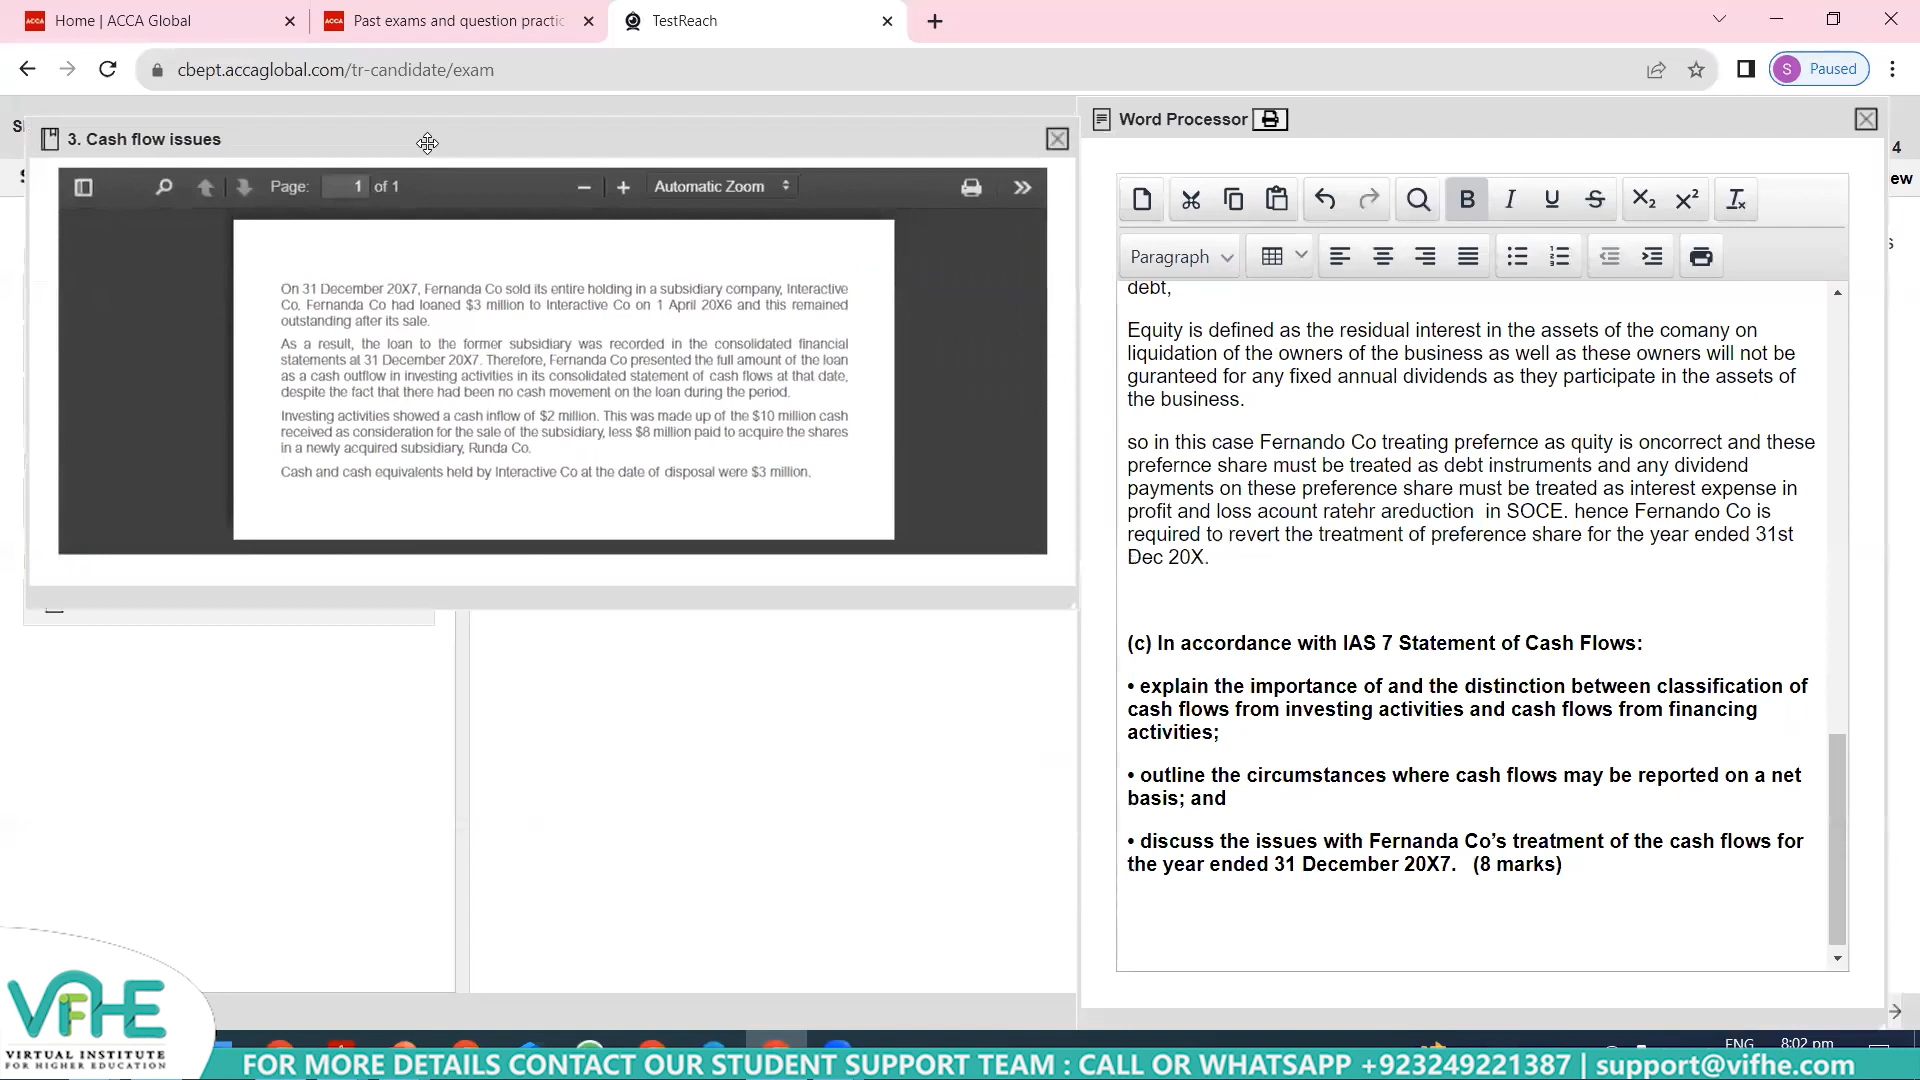 Home | ACCA Global
Past exams and question practic
TestReach
cbept.accaglobal.com/tr-candidate/exam
S
Paused
3. Cash flow issues
Page: 1 of 1
Automatic Zoom
On 31 December 20X7, Fernanda Co sold its entire holding in a subsidiary company, Interactive
Co. Fernanda Co had loaned $3 million to Interactive Co on 1 April 20X6 and this remained
outstanding after its sale.
As a result, the loan to the former subsidiary was recorded in the consolidated financial
statements at 31 December 20X7. Therefore, Fernanda Co presented the full amount of the loan
as a cash outflow in investing activities in its consolidated statement of cash flows at that date,
despite the fact that there had been no cash movement on the loan during the period.
Investing activities showed a cash inflow of $2 million. This was made up of the $10 million cash
received as consideration for the sale of the subsidiary, less $8 million paid to acquire the shares
in a newly acquired subsidiary, Runda Co.
Cash and cash equivalents held by Interactive Co at the date of disposal were $3 million.
Word Processor
4
ew
s
Paragraph
debt,
Equity is defined as the residual interest in the assets of the comany on
liquidation of the owners of the business as well as these owners will not be
guranteed for any fixed annual dividends as they participate in the assets of
the business.
so in this case Fernando Co treating prefernce as quity is oncorrect and these
prefernce share must be treated as debt instruments and any dividend
payments on these preference share must be treated as interest expense in
profit and loss acount ratehr areduction  in SOCE. hence Fernando Co is
required to revert the treatment of preference share for the year ended 31st
Dec 20X.
(c) In accordance with IAS 7 Statement of Cash Flows:
• explain the importance of and the distinction between classification of
cash flows from investing activities and cash flows from financing
activities;
• outline the circumstances where cash flows may be reported on a net
basis; and
• discuss the issues with Fernanda Co’s treatment of the cash flows for
the year ended 31 December 20X7.   (8 marks)
VFHE
VIRTUAL INSTITUTE
FOR HIGHER EDUCATION
ENG
8:02 pm
FOR MORE DETAILS CONTACT OUR STUDENT SUPPORT TEAM : CALL OR WHATSAPP +923249221387 | support@vifhe.com